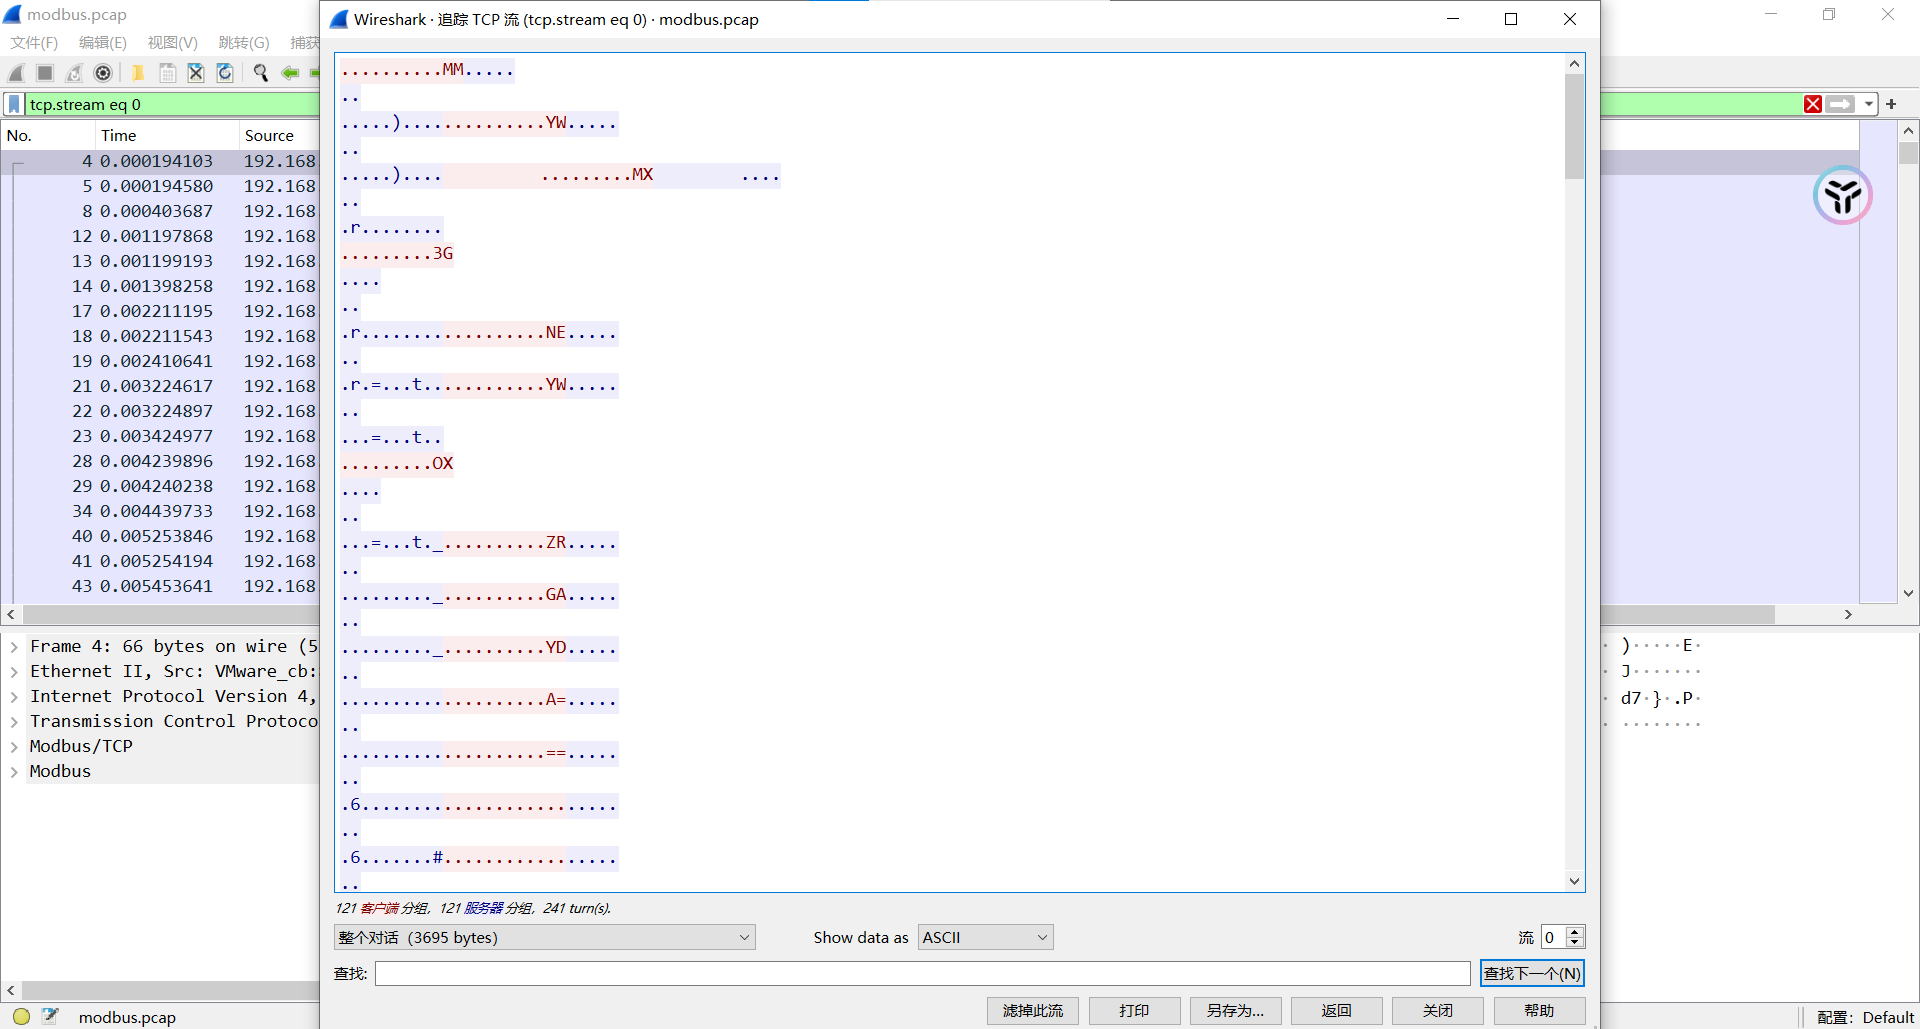 modbus.pcap
文件(F) 编辑(E) 视图(V) 跳转(G) 捕获
tcp.stream eq 0
No. Time Source
4 0.000194103 192.168
5 0.000194580 192.168
8 0.000403687 192.168
12 0.001197868 192.168
13 0.001199193 192.168
14 0.001398258 192.168
17 0.002211195 192.168
18 0.002211543 192.168
19 0.002410641 192.168
21 0.003224617 192.168
22 0.003224897 192.168
23 0.003424977 192.168
28 0.004239896 192.168
29 0.004240238 192.168
34 0.004439733 192.168
40 0.005253846 192.168
41 0.005254194 192.168
43 0.005453641 192.168
Frame 4: 66 bytes on wire (5
Ethernet II, Src: VMware_cb:
Internet Protocol Version 4,
Transmission Control Protoco
Modbus/TCP
Modbus
modbus.pcap
Wireshark · 追踪 TCP 流 (tcp.stream eq 0) · modbus.pcap
..........MM.....
..
.....)..............YW.....
..
.....).... .........MX ....
..
.r........
.........3G
....
..
.r..................NE.....
..
.r.=...t............YW.....
..
...=...t..
.........OX
....
..
...=...t._..........ZR.....
..
........._..........GA.....
..
........._..........YD.....
..
....................A=.....
..
....................==.....
..
.6.........................
..
.6.......#.................
..
121 客户端 分组, 121 服务器 分组, 241 turn(s).
整个对话 (3695 bytes) Show data as ASCII 流 0
查找: 查找下一个(N)
滤掉此流 打印 另存为... 返回 关闭 帮助
)·····E·
J·······
d7·}·.P·
········
配置: Default